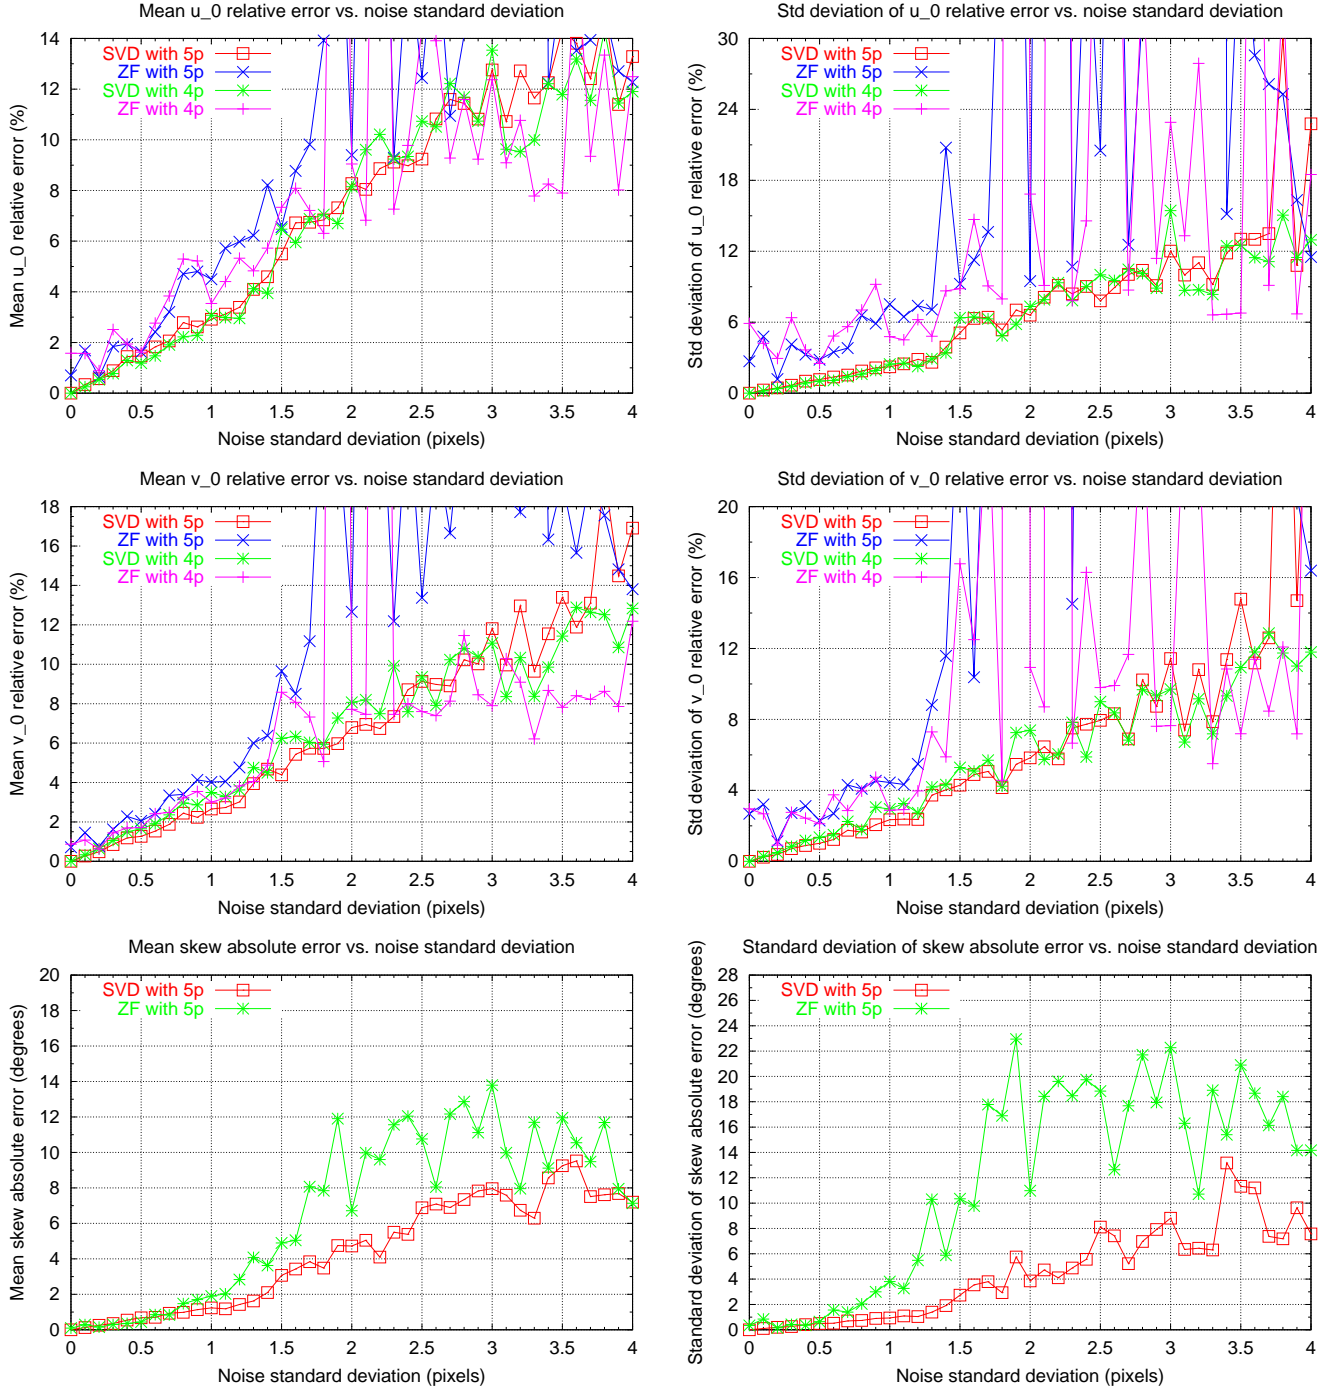 Mean u_0 relative error vs. noise standard deviation
Mean u_0 relative error (%)
14
12
10
8
6
4
2
0
SVD with 5p
ZF with 5p
SVD with 4p
ZF with 4p
0 0.5 1 1.5 2 2.5 3 3.5 4
Noise standard deviation (pixels)
Std deviation of u_0 relative error vs. noise standard deviation
Std deviation of u_0 relative error (%)
30
24
18
12
6
0
SVD with 5p
ZF with 5p
SVD with 4p
ZF with 4p
0 0.5 1 1.5 2 2.5 3 3.5 4
Noise standard deviation (pixels)
Mean v_0 relative error vs. noise standard deviation
Mean v_0 relative error (%)
18
16
14
12
10
8
6
4
2
0
SVD with 5p
ZF with 5p
SVD with 4p
ZF with 4p
0 0.5 1 1.5 2 2.5 3 3.5 4
Noise standard deviation (pixels)
Std deviation of v_0 relative error vs. noise standard deviation
Std deviation of v_0 relative error (%)
20
16
12
8
4
0
SVD with 5p
ZF with 5p
SVD with 4p
ZF with 4p
0 0.5 1 1.5 2 2.5 3 3.5 4
Noise standard deviation (pixels)
Mean skew absolute error vs. noise standard deviation
Mean skew absolute error (degrees)
20
18
16
14
12
10
8
6
4
2
0
SVD with 5p
ZF with 5p
0 0.5 1 1.5 2 2.5 3 3.5 4
Noise standard deviation (pixels)
Standard deviation of skew absolute error vs. noise standard deviation
Standard deviation of skew absolute error (degrees)
28
26
24
22
20
18
16
14
12
10
8
6
4
2
0
SVD with 5p
ZF with 5p
0 0.5 1 1.5 2 2.5 3 3.5 4
Noise standard deviation (pixels)